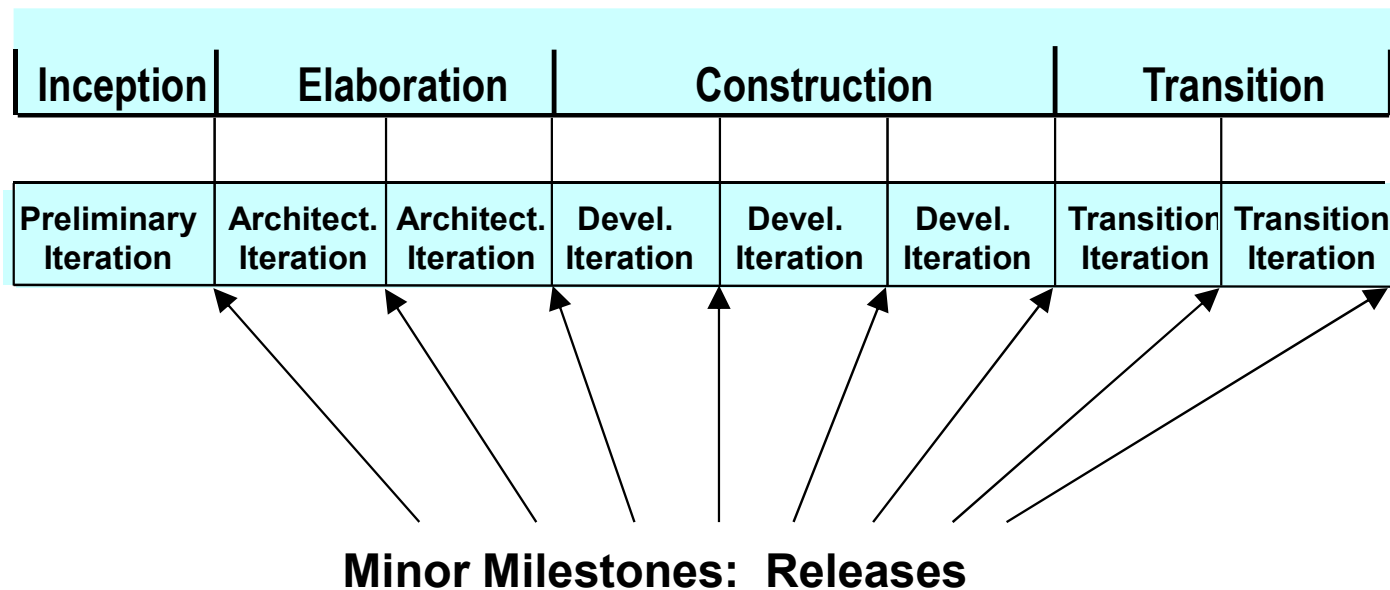 Inception Elaboration Construction Transition
Preliminary Architect. Architect. Devel. Devel. Devel. Transition Transition
Iteration Iteration Iteration Iteration Iteration Iteration Iteration Iteration
Minor Milestones: Releases